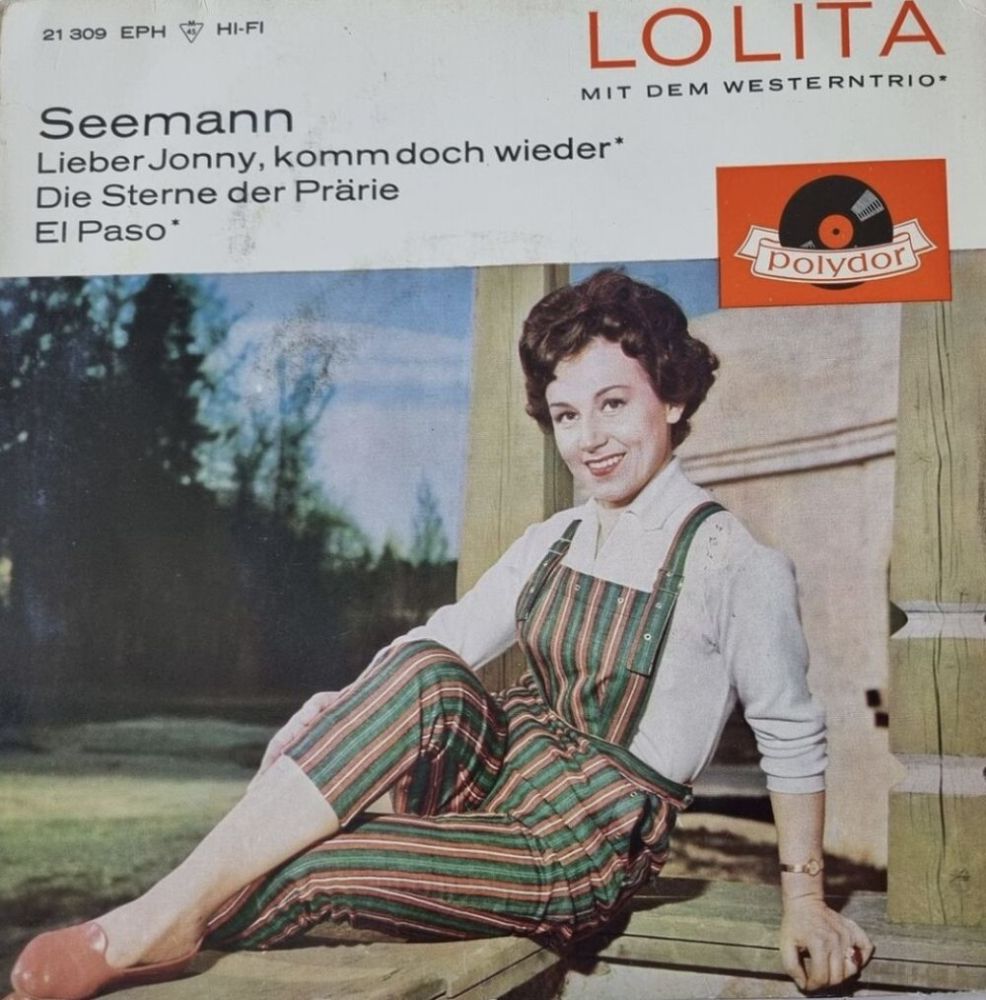 21 309 EPH M 45 HI-FI
LOLITA
MIT DEM WESTERNTRIO*
Seemann
Lieber Jonny, komm doch wieder*
Die Sterne der Prärie
El Paso*
polydor